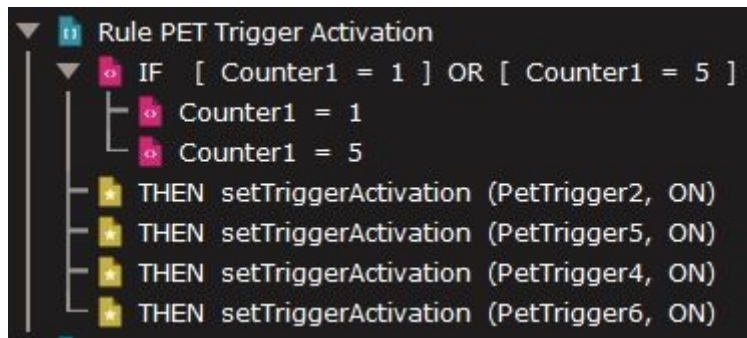 Rule PET Trigger Activation
IF [ Counter1 = 1 ] OR [ Counter1 = 5 ]
Counter1 = 1
Counter1 = 5
THEN setTriggerActivation (PetTrigger2, ON)
THEN setTriggerActivation (PetTrigger5, ON)
THEN setTriggerActivation (PetTrigger4, ON)
THEN setTriggerActivation (PetTrigger6, ON)